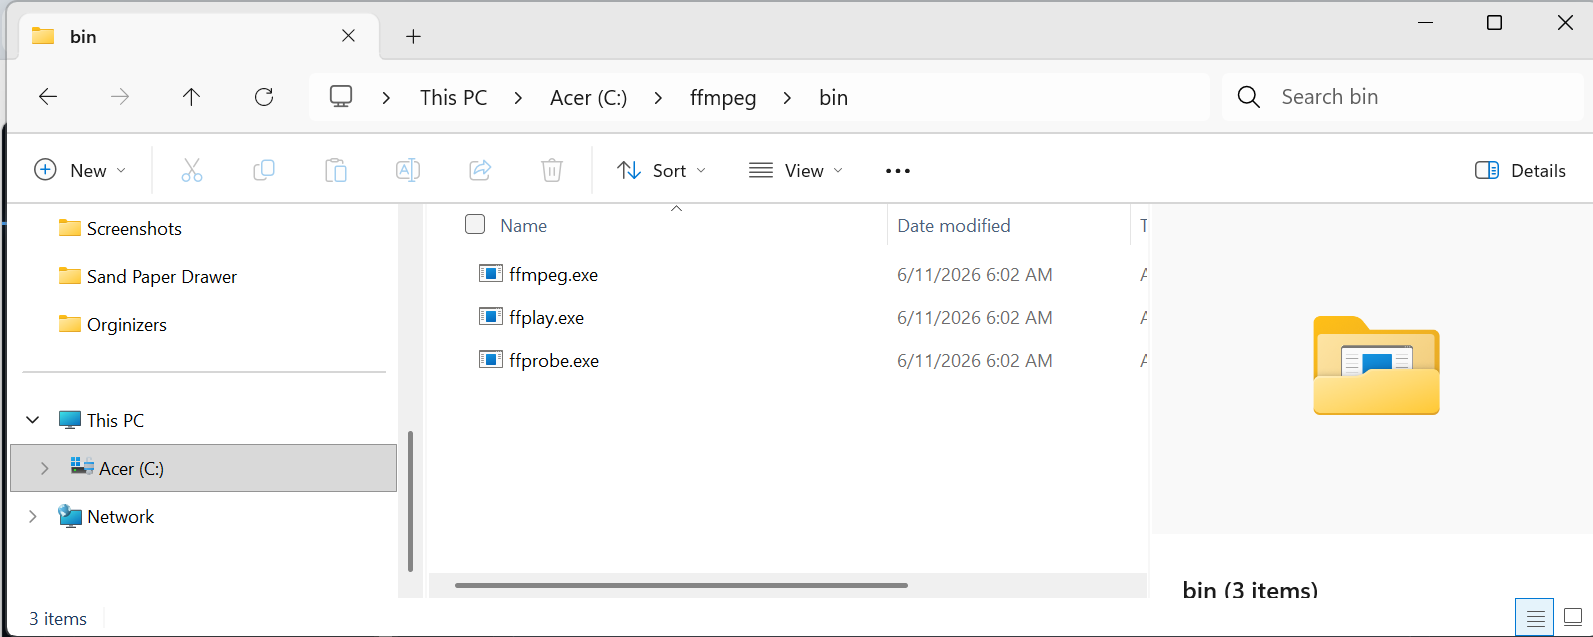 bin
This PC > Acer (C:) > ffmpeg > bin
Search bin
New
Sort
View
Details
Screenshots
Sand Paper Drawer
Orginizers
This PC
Acer (C:)
Network
Name Date modified T
ffmpeg.exe 6/11/2026 6:02 AM
ffplay.exe 6/11/2026 6:02 AM
ffprobe.exe 6/11/2026 6:02 AM
bin (3 items)
3 items